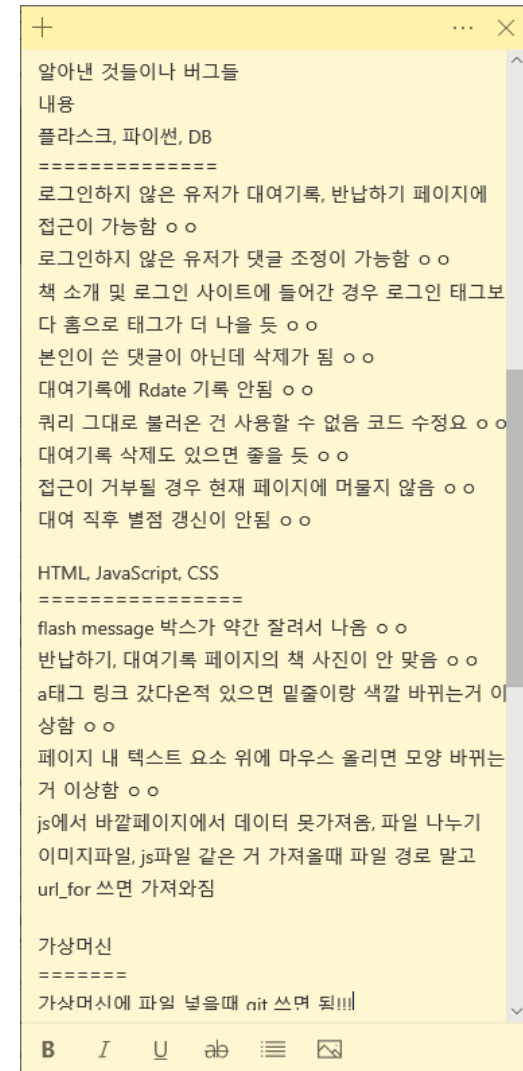 알아낸 것들이나 버그들
내용
플라스크, 파이썬, DB
==============
로그인하지 않은 유저가 대여기록, 반납하기 페이지에
접근이 가능함 ㅇㅇ
로그인하지 않은 유저가 댓글 조정이 가능함 ㅇㅇ
책 소개 및 로그인 사이트에 들어간 경우 로그인 태그보
다 홈으로 태그가 더 나을 듯 ㅇㅇ
본인이 쓴 댓글이 아닌데 삭제가 됨 ㅇㅇ
대여기록에 Rdate 기록 안됨 ㅇㅇ
쿼리 그대로 불러온 건 사용할 수 없음 코드 수정요 ㅇㅇ
대여기록 삭제도 있으면 좋을 듯 ㅇㅇ
접근이 거부될 경우 현재 페이지에 머물지 않음 ㅇㅇ
대여 직후 별점 갱신이 안됨 ㅇㅇ
HTML, JavaScript, CSS
================
flash message 박스가 약간 잘려서 나옴 ㅇㅇ
반납하기, 대여기록 페이지의 책 사진이 안 맞음 ㅇㅇ
a태그 링크 갔다온적 있으면 밑줄이랑 색깔 바뀌는거 이
상함 ㅇㅇ
페이지 내 텍스트 요소 위에 마우스 올리면 모양 바뀌는
거 이상함 ㅇㅇ
js에서 바깥페이지에서 데이터 못가져옴, 파일 나누기
이미지파일, js파일 같은 거 가져올때 파일 경로 말고
url_for 쓰면 가져와짐
가상머신
=======
가상머신에 파일 넣을때 git 쓰면 됨!!!
B I U ab